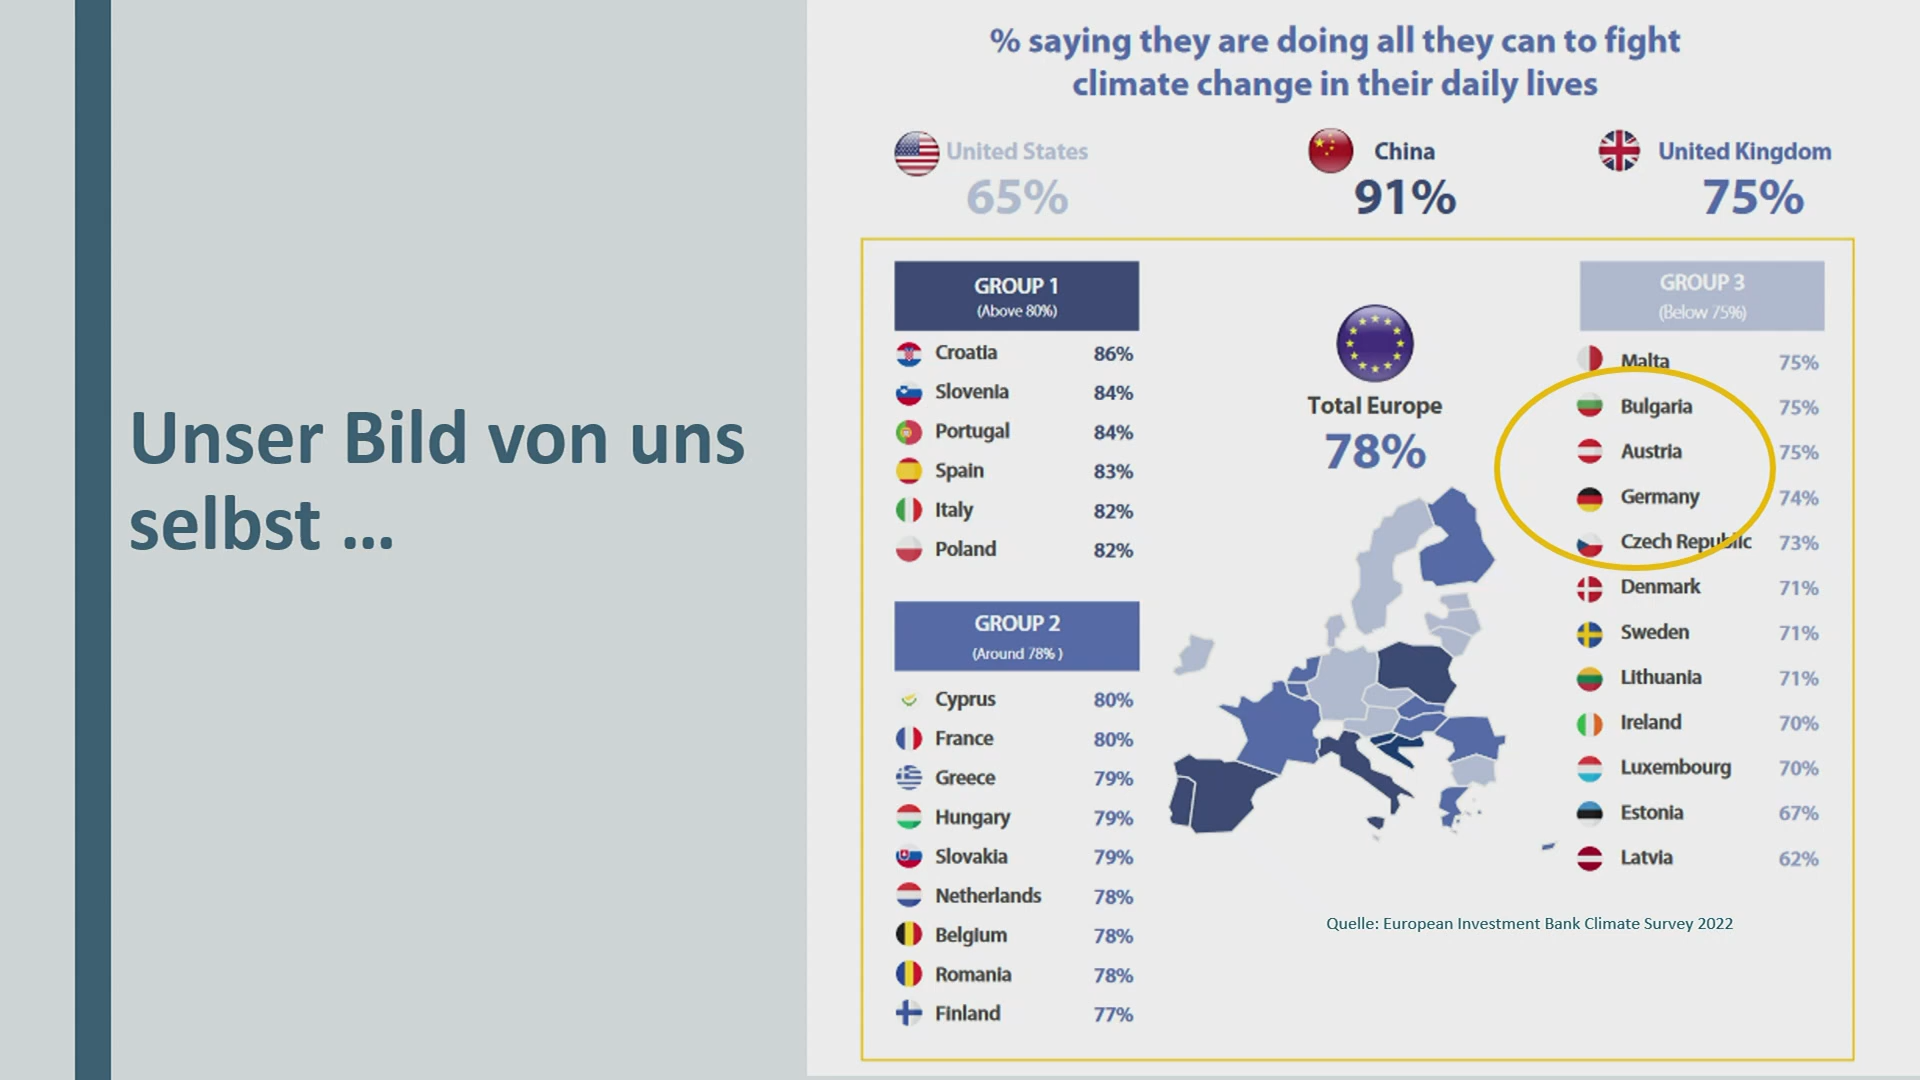 Unser Bild von uns
selbst ...
% saying they are doing all they can to fight
climate change in their daily lives
United States
65%
China
91%
United Kingdom
75%
GROUP 1
(Above 80%)
Croatia 86%
Slovenia 84%
Portugal 84%
Spain 83%
Italy 82%
Poland 82%
GROUP 2
(Around 78% )
Cyprus 80%
France 80%
Greece 79%
Hungary 79%
Slovakia 79%
Netherlands 78%
Belgium 78%
Romania 78%
Finland 77%
Total Europe
78%
GROUP 3
(Below 75%)
Malta 75%
Bulgaria 75%
Austria 75%
Germany 74%
Czech Republic 73%
Denmark 71%
Sweden 71%
Lithuania 71%
Ireland 70%
Luxembourg 70%
Estonia 67%
Latvia 62%
Quelle: European Investment Bank Climate Survey 2022